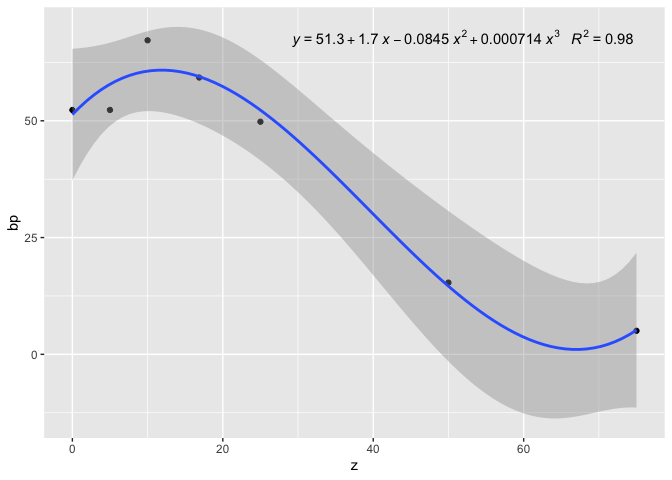 y = 51.3 + 1.7 x − 0.0845 x² + 0.000714 x³   R² = 0.98
50
25
0
bp
0 20 40 60
z